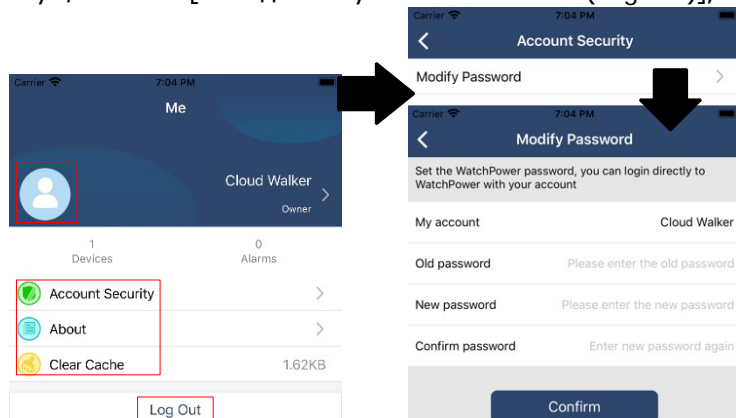 Carrier 7:04 PM
Account Security
Modify Password
Carrier 7:04 PM
Me
Cloud Walker
Owner
1 0
Devices Alarms
Account Security
About
Clear Cache 1.62KB
Log Out
Carrier 7:04 PM
Modify Password
Set the WatchPower password, you can login directly to
WatchPower with your account
My account Cloud Walker
Old password Please enter the old password
New password Please enter the new password
Confirm password Enter new password again
Confirm